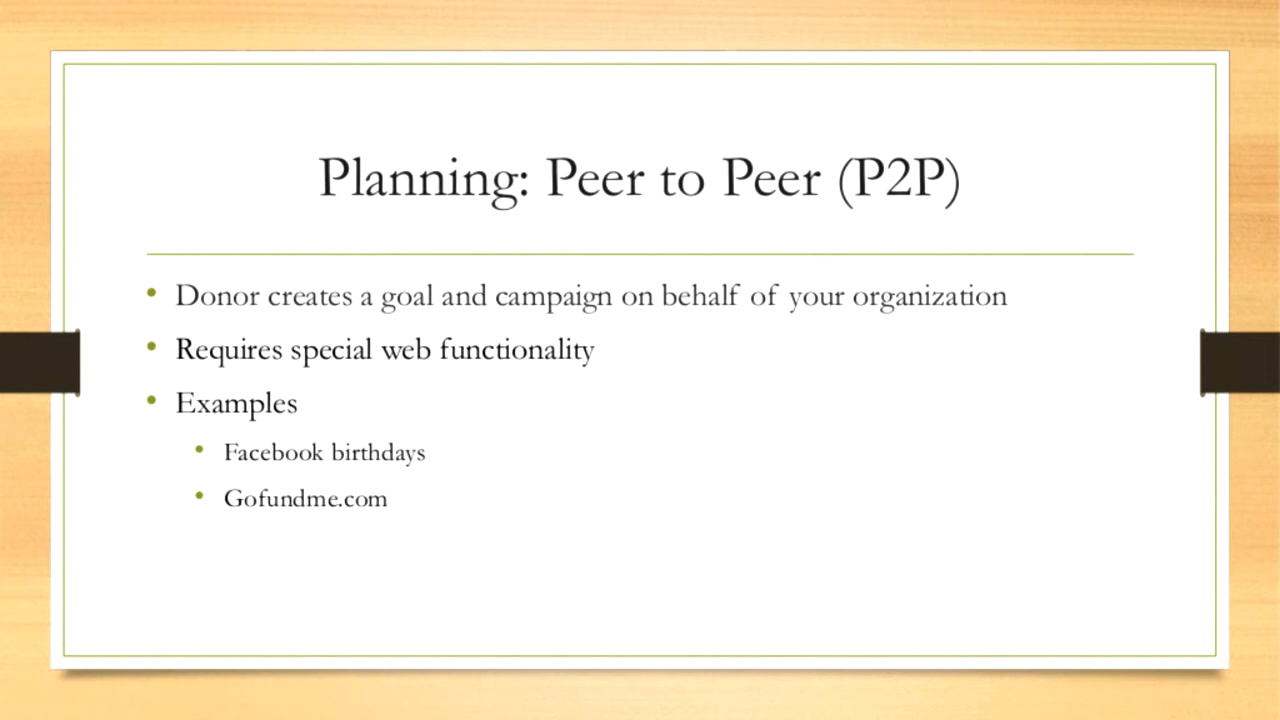 Planning: Peer to Peer (P2P)
• Donor creates a goal and campaign on behalf of your organization
• Requires special web functionality
• Examples
• Facebook birthdays
• Gofundme.com